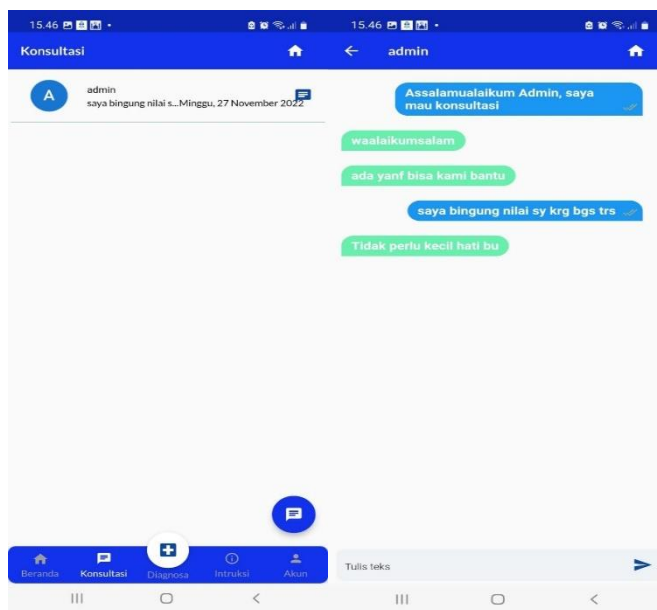 15.46
Konsultasi
A
admin
saya bingung nilai s...Minggu, 27 November 2022
Beranda
Konsultasi
Diagnosa
Intruksi
Akun
15.46
admin
Assalamualaikum Admin, saya
mau konsultasi
waalaikumsalam
ada yanf bisa kami bantu
saya bingung nilai sy krg bgs trs
Tidak perlu kecil hati bu
Tulis teks